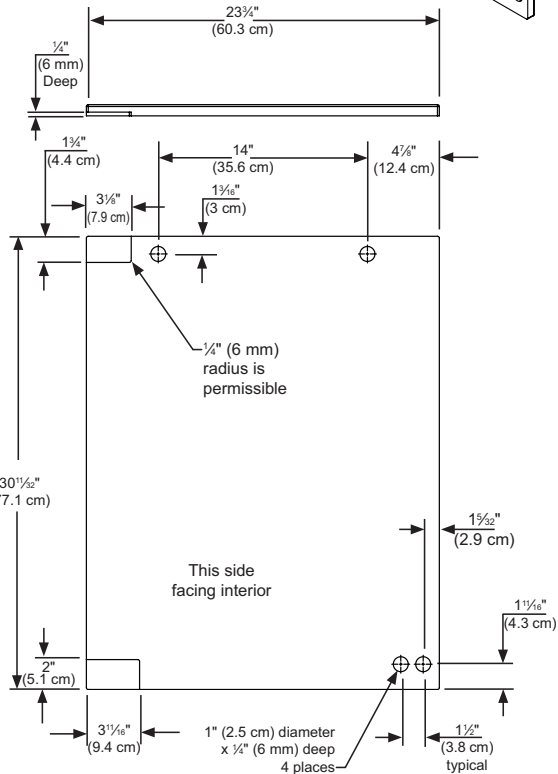 23¾"
(60.3 cm)
¼"
(6 mm)
Deep
1¾"
(4.4 cm)
14"
(35.6 cm)
4⅞"
(12.4 cm)
3⅛"
(7.9 cm)
1³⁄₁₆"
(3 cm)
¼" (6 mm)
radius is
permissible
30¹¹⁄₃₂"
7.1 cm)
This side
facing interior
1⁵⁄₃₂"
(2.9 cm)
1¹¹⁄₁₆"
(4.3 cm)
2"
(5.1 cm)
3¹¹⁄₁₆"
(9.4 cm)
1" (2.5 cm) diameter
x ¼" (6 mm) deep
4 places
1½"
(3.8 cm)
typical